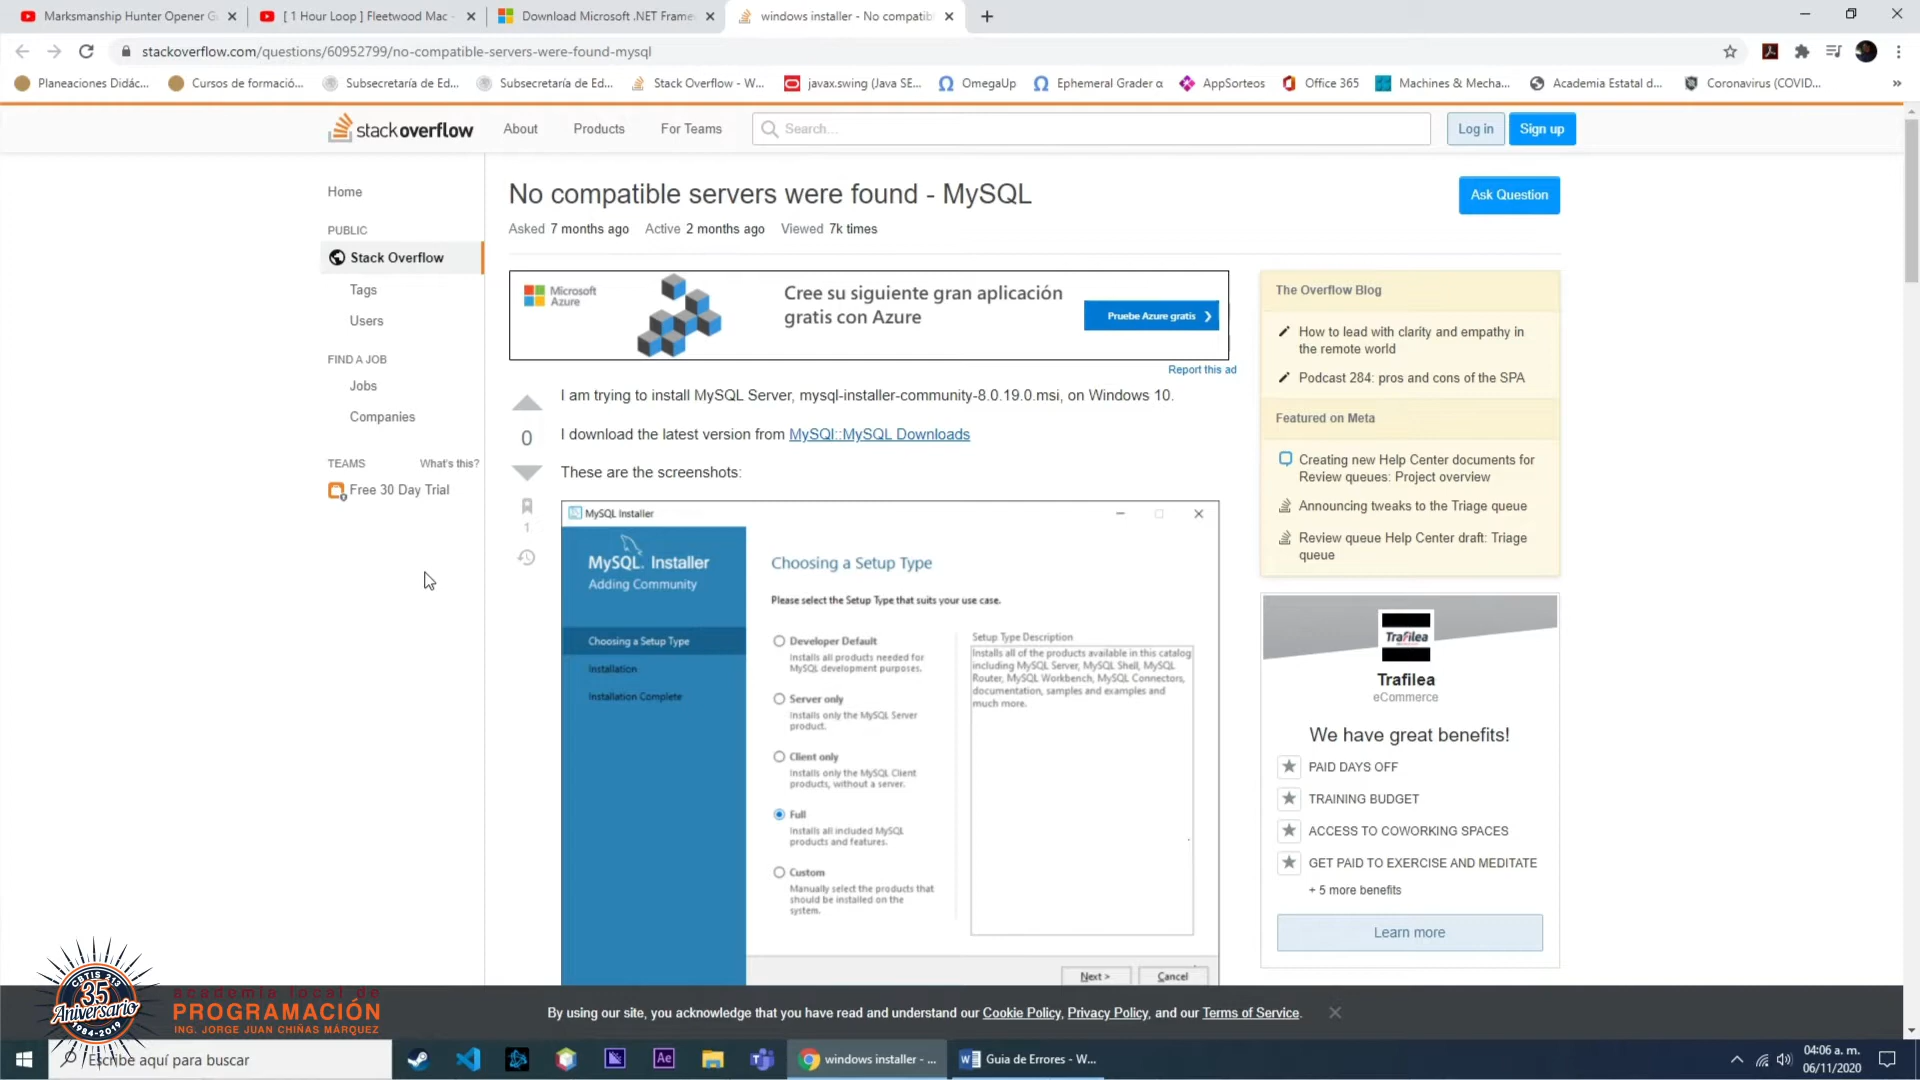 Marksmanship Hunter Opener G
[ 1 Hour Loop ] Fleetwood Mac -
Download Microsoft .NET Frame
windows installer - No compatib
stackoverflow.com/questions/60952799/no-compatible-servers-were-found-mysql
Planeaciones Didác...
Cursos de formació...
Subsecretaría de Ed...
Subsecretaría de Ed...
Stack Overflow - W...
javax.swing (Java SE...
OmegaUp
Ephemeral Grader α
AppSorteos
Office 365
Machines & Mecha...
Academia Estatal d...
Coronavirus (COVID...
»
stackoverflow
About
Products
For Teams
Search...
Log in
Sign up
Home
PUBLIC
Stack Overflow
Tags
Users
FIND A JOB
Jobs
Companies
TEAMS
What's this?
Free 30 Day Trial
No compatible servers were found - MySQL
Ask Question
Asked 7 months ago Active 2 months ago Viewed 7k times
Microsoft
Azure
Cree su siguiente gran aplicación
gratis con Azure
Pruebe Azure gratis
Report this ad
I am trying to install MySQL Server, mysql-installer-community-8.0.19.0.msi, on Windows 10.
0
I download the latest version from MySQl::MySQL Downloads
These are the screenshots:
1
MySQL Installer
MySQL. Installer
Adding Community
Choosing a Setup Type
Installation
Installation Complete
Choosing a Setup Type
Please select the Setup Type that suits your use case.
Developer Default
Installs all products needed for
MySQL development purposes.
Server only
Installs only the MySQL Server
product.
Client only
Installs only the MySQL Client
products, without a server.
Full
Installs all included MySQL
products and features.
Custom
Manually select the products that
should be installed on the
system.
Setup Type Description
Installs all of the products available in this catalog
including MySQL Server, MySQL Shell, MySQL
Router, MySQL Workbench, MySQL Connectors,
documentation, samples and examples and
much more.
Next >
Cancel
The Overflow Blog
How to lead with clarity and empathy in
the remote world
Podcast 284: pros and cons of the SPA
Featured on Meta
Creating new Help Center documents for
Review queues: Project overview
Announcing tweaks to the Triage queue
Review queue Help Center draft: Triage
queue
Trafilea
Trafilea
eCommerce
We have great benefits!
PAID DAYS OFF
TRAINING BUDGET
ACCESS TO COWORKING SPACES
GET PAID TO EXERCISE AND MEDITATE
+ 5 more benefits
Learn more
CBTIS 213
35
Aniversario
1984-2019
academia local de
PROGRAMACIÓN
ING. JORGE JUAN CHIÑAS MÁRQUEZ
By using our site, you acknowledge that you have read and understand our Cookie Policy, Privacy Policy, and our Terms of Service.
Escribe aquí para buscar
Ae
windows installer - ...
Guia de Errores - W...
04:06 a. m.
06/11/2020